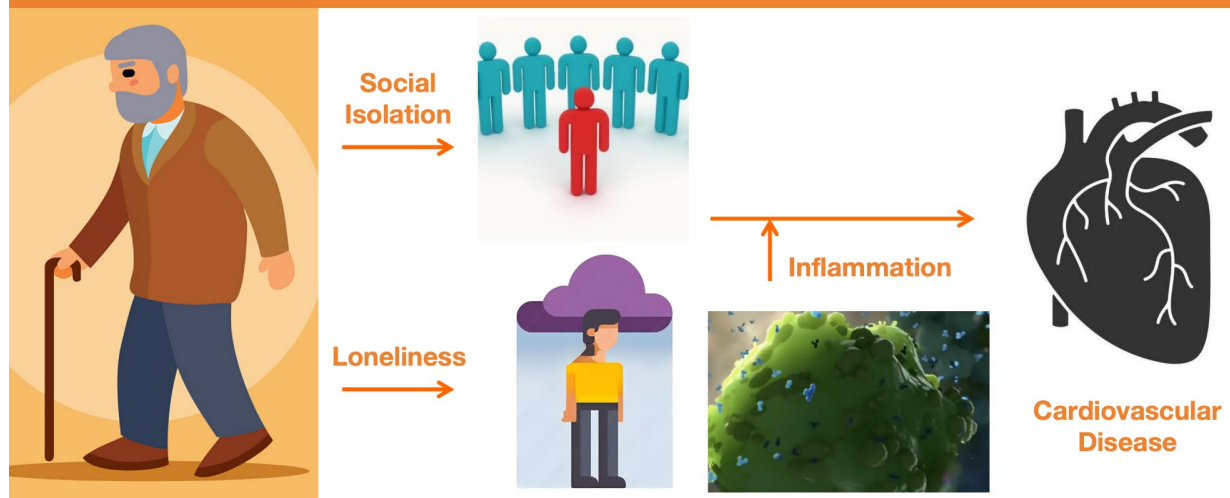 Social
Isolation
Loneliness
Inflammation
Cardiovascular
Disease